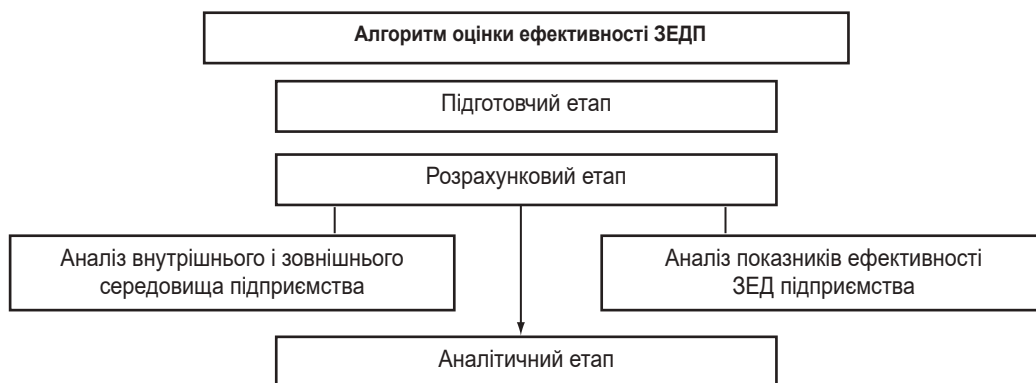 Алгоритм оцінки ефективності ЗЕДП
Підготовчий етап
Розрахунковий етап
Аналіз внутрішнього і зовнішнього
середовища підприємства
Аналіз показників ефективності
ЗЕД підприємства
Аналітичний етап